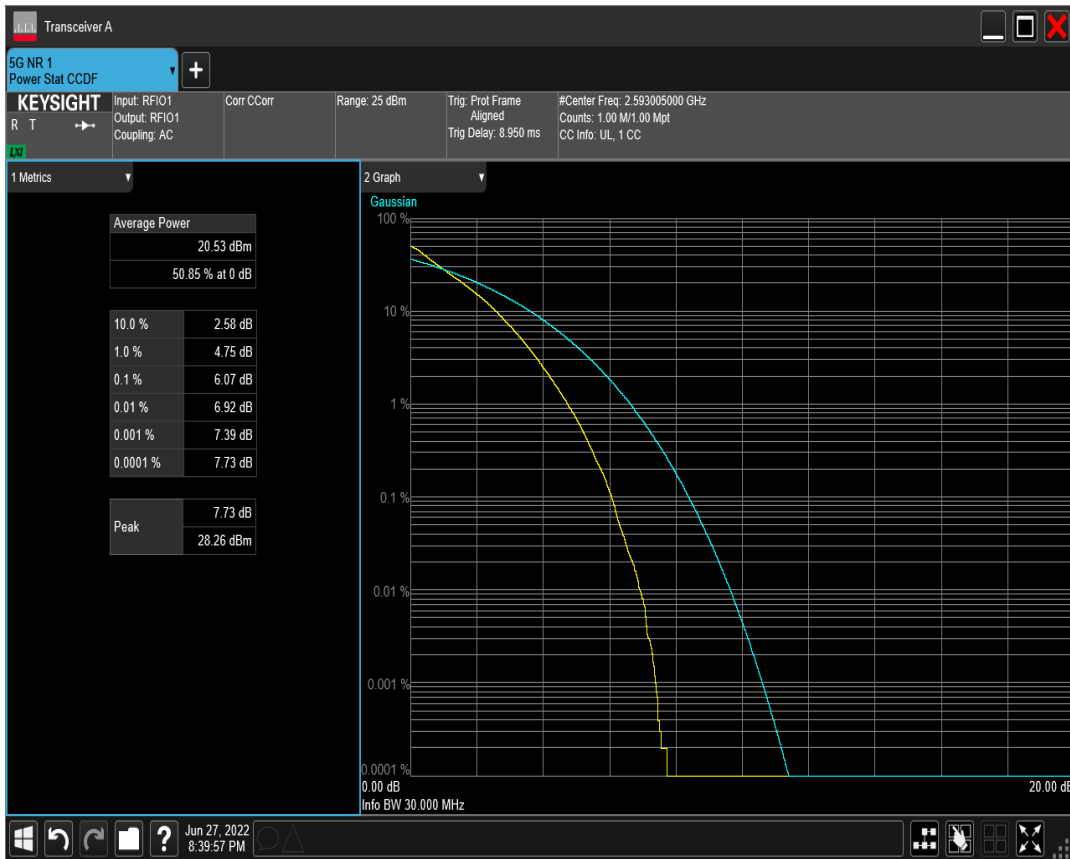 Transceiver A
5G NR 1
Power Stat CCDF
+
KEYSIGHT
R T
LXI
Input: RFIO1
Output: RFIO1
Coupling: AC
Corr CCorr
Range: 25 dBm
Trig: Prot Frame
Aligned
Trig Delay: 8.950 ms
#Center Freq: 2.593005000 GHz
Counts: 1.00 M/1.00 Mpt
CC Info: UL, 1 CC
1 Metrics
Average Power
20.53 dBm
50.85 % at 0 dB
10.0 % 2.58 dB
1.0 % 4.75 dB
0.1 % 6.07 dB
0.01 % 6.92 dB
0.001 % 7.39 dB
0.0001 % 7.73 dB
Peak
7.73 dB
28.26 dBm
2 Graph
Gaussian
100 %
10 %
1 %
0.1 %
0.01 %
0.001 %
0.0001 %
0.00 dB 20.00 dB
Info BW 30.000 MHz
?
Jun 27, 2022
8:39:57 PM